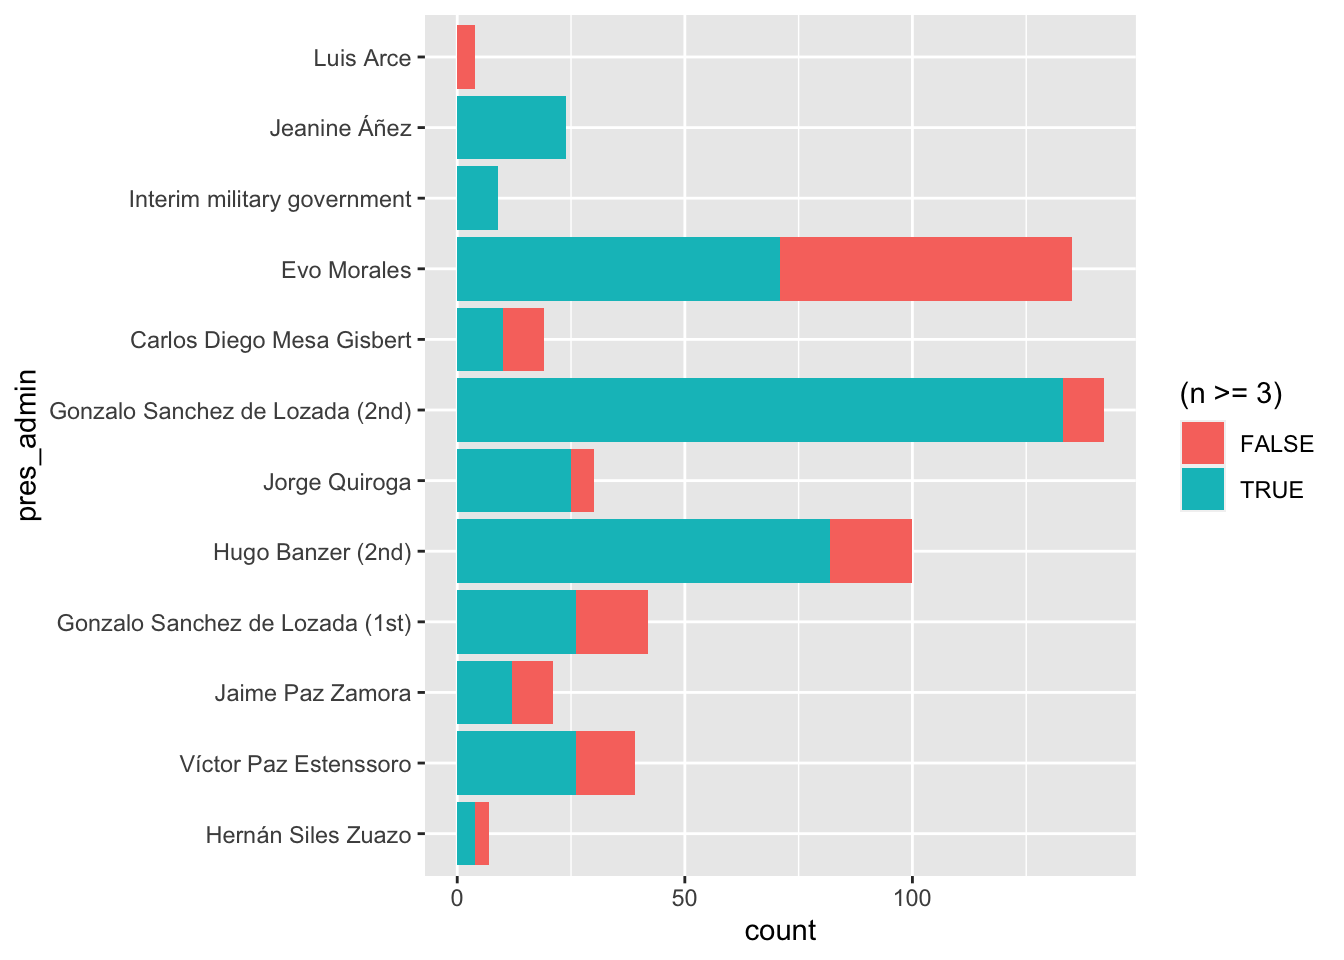 Luis Arce
Jeanine Áñez
Interim military government
Evo Morales
Carlos Diego Mesa Gisbert
Gonzalo Sanchez de Lozada (2nd)
Jorge Quiroga
Hugo Banzer (2nd)
Gonzalo Sanchez de Lozada (1st)
Jaime Paz Zamora
Víctor Paz Estenssoro
Hernán Siles Zuazo
pres_admin
0 50 100
count
(n >= 3)
FALSE
TRUE